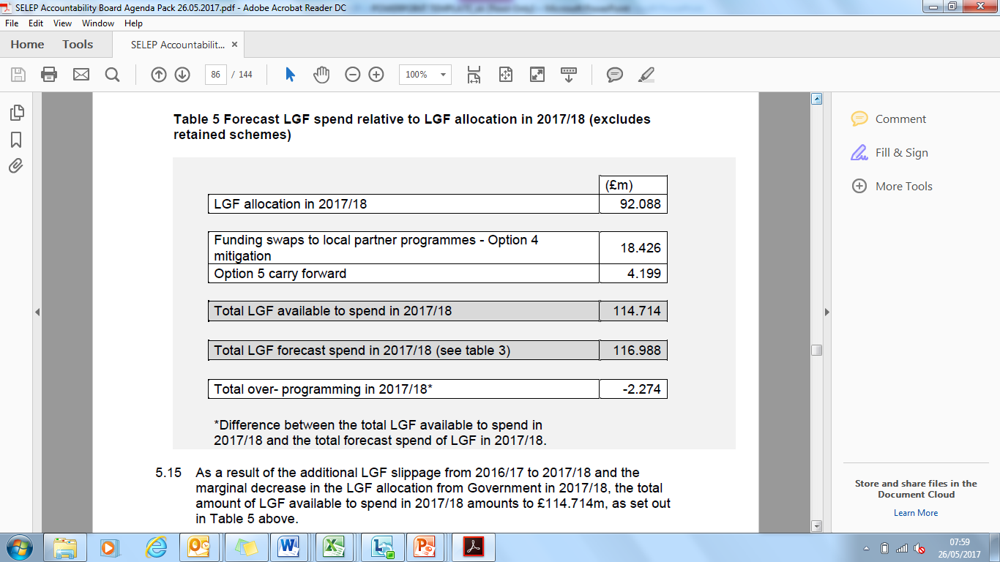 SELEP Accountability Board Agenda Pack 26.05.2017.pdf - Adobe Acrobat Reader DC
File Edit View Window Help
Home Tools SELEP Accountabilit... ×
86 / 144 100%
Table 5 Forecast LGF spend relative to LGF allocation in 2017/18 (excludes
retained schemes)
(£m)
LGF allocation in 2017/18 92.088
Funding swaps to local partner programmes - Option 4
mitigation 18.426
Option 5 carry forward 4.199
Total LGF available to spend in 2017/18 114.714
Total LGF forecast spend in 2017/18 (see table 3) 116.988
Total over- programming in 2017/18* -2.274
*Difference between the total LGF available to spend in
2017/18 and the total forecast spend of LGF in 2017/18.
5.15 As a result of the additional LGF slippage from 2016/17 to 2017/18 and the
marginal decrease in the LGF allocation from Government in 2017/18, the total
amount of LGF available to spend in 2017/18 amounts to £114.714m, as set out
in Table 5 above.
Comment
Fill & Sign
More Tools
Store and share files in the
Document Cloud
Learn More
07:59
26/05/2017